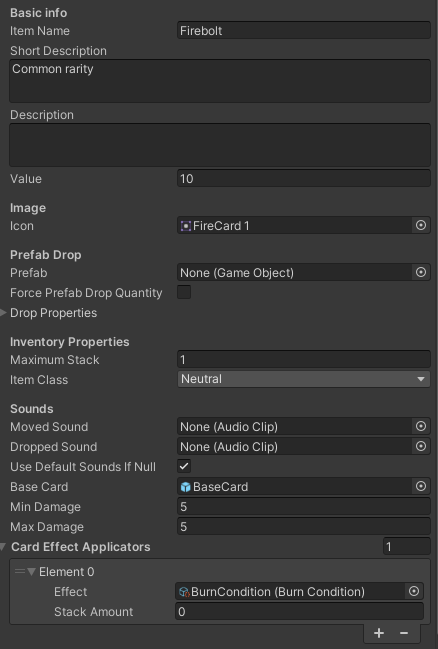 Basic info
Item Name Firebolt
Short Description
Common rarity
Description
Value 10
Image
Icon FireCard 1
Prefab Drop
Prefab None (Game Object)
Force Prefab Drop Quantity
Drop Properties
Inventory Properties
Maximum Stack 1
Item Class Neutral
Sounds
Moved Sound None (Audio Clip)
Dropped Sound None (Audio Clip)
Use Default Sounds If Null
Base Card BaseCard
Min Damage 5
Max Damage 5
Card Effect Applicators 1
Element 0
Effect BurnCondition (Burn Condition)
Stack Amount 0